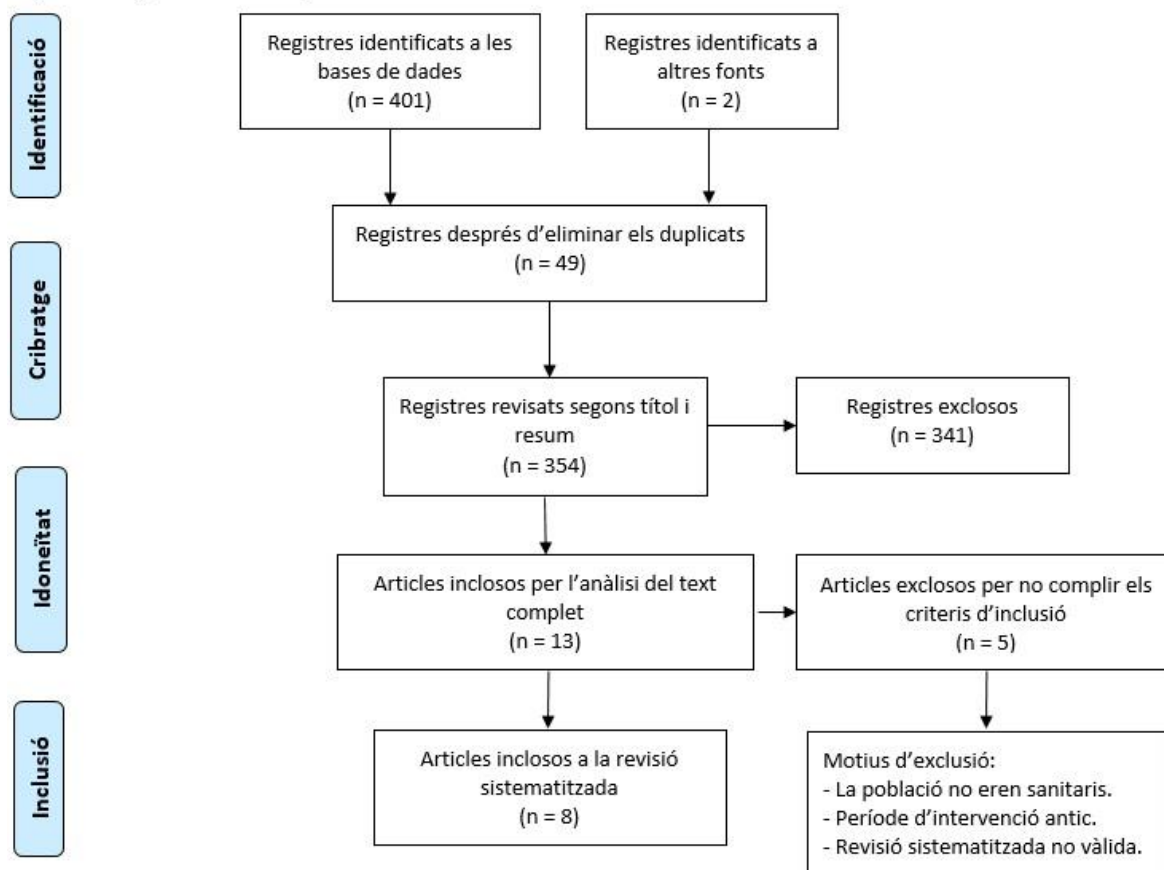 Identificació
Registres identificats a les
bases de dades
(n = 401)
Registres identificats a
altres fonts
(n = 2)
Registres després d'eliminar els duplicats
(n = 49)
Cribratge
Registres revisats segons títol i
resum
(n = 354)
Registres exclosos
(n = 341)
Idoneïtat
Articles inclosos per l'anàlisi del text
complet
(n = 13)
Articles exclosos per no complir els
criteris d'inclusió
(n = 5)
Inclusió
Articles inclosos a la revisió
sistematitzada
(n = 8)
Motius d'exclusió:
- La població no eren sanitaris.
- Període d'intervenció antic.
- Revisió sistematitzada no vàlida.